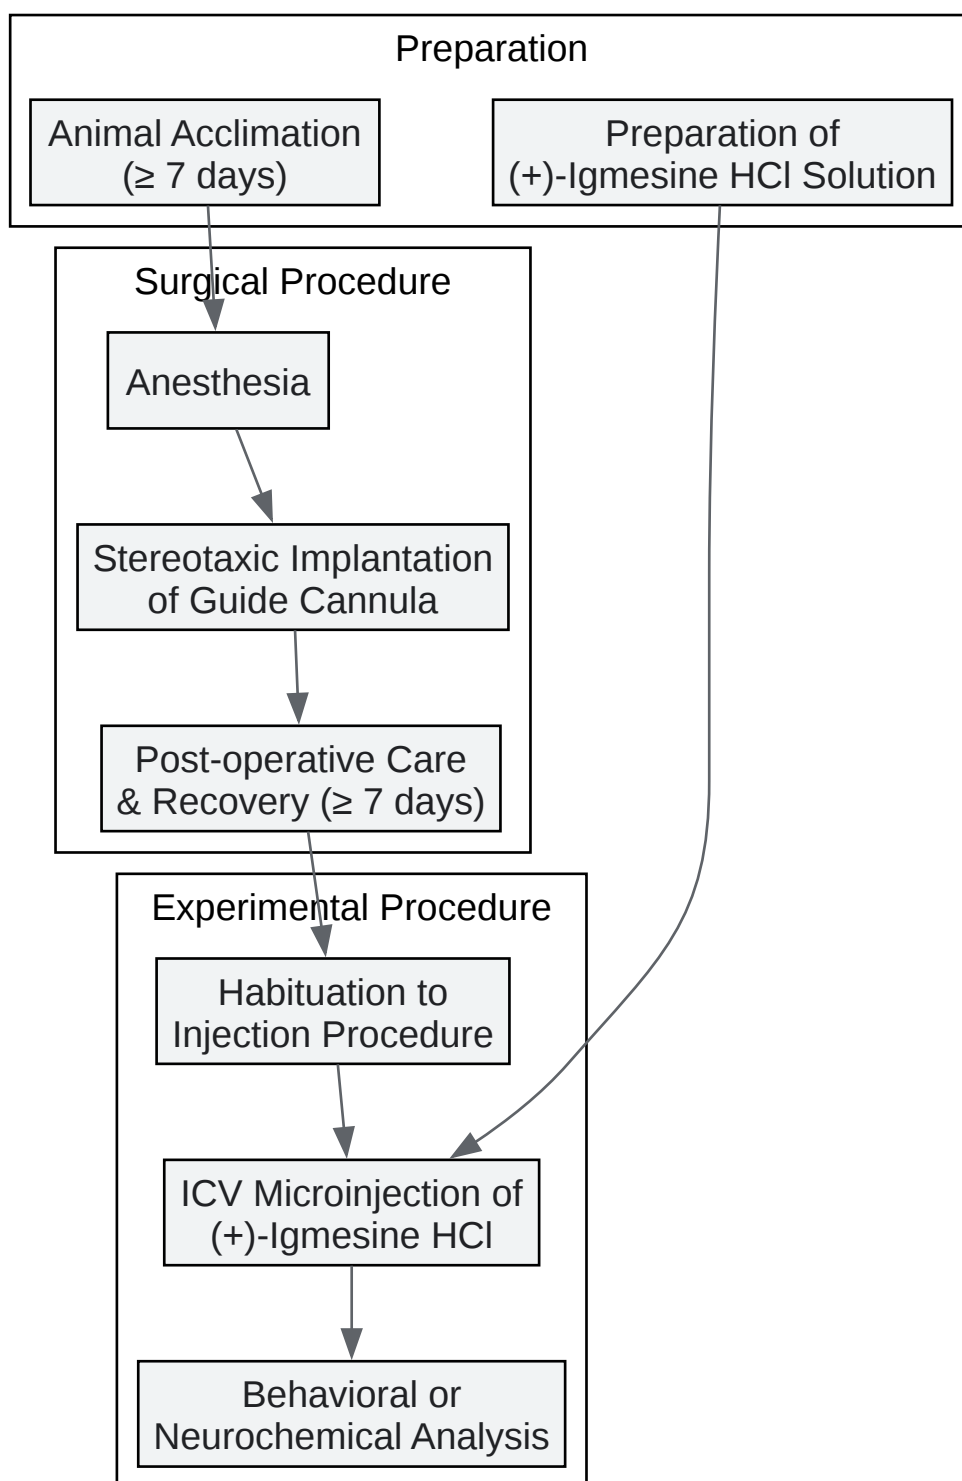 Preparation
Animal Acclimation
(≥ 7 days)
Preparation of
(+)-Igmesine HCl Solution
Surgical Procedure
Anesthesia
Stereotaxic Implantation
of Guide Cannula
Post-operative Care
& Recovery (≥ 7 days)
Experimental Procedure
Habituation to
Injection Procedure
ICV Microinjection of
(+)-Igmesine HCl
Behavioral or
Neurochemical Analysis